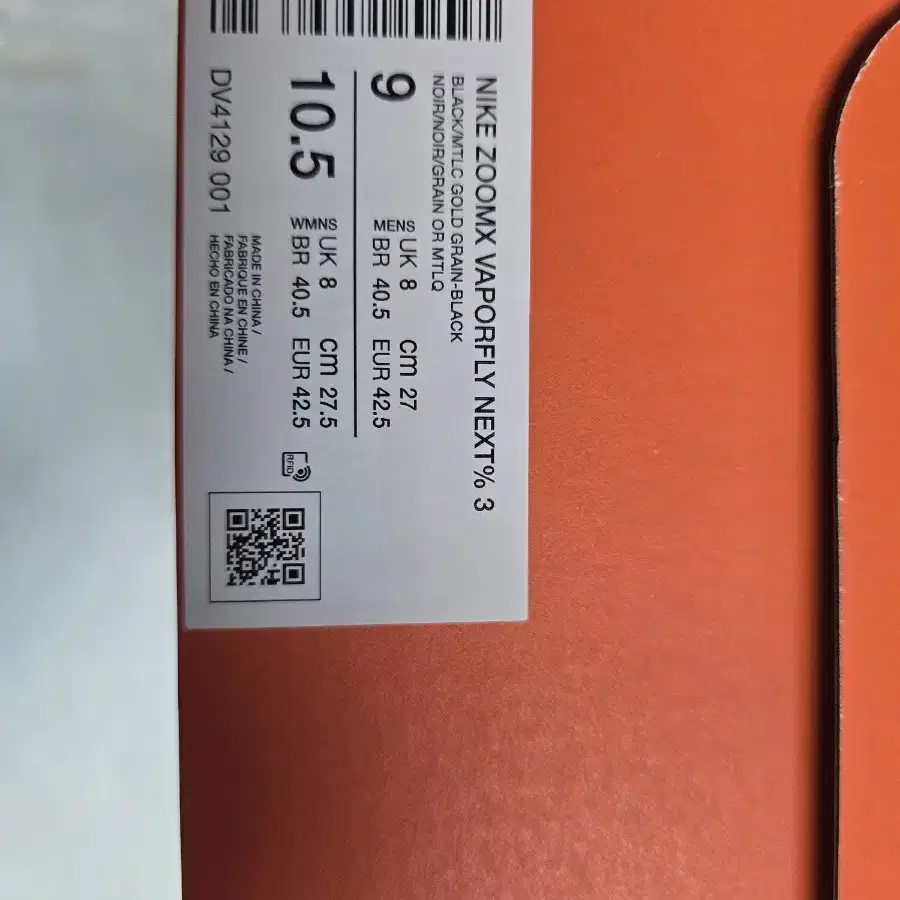 NIKE ZOOMX VAPORFLY NEXT% 3
BLACK/MTLC GOLD GRAIN-BLACK
NOIR/NOIR/GRAIN OR MTLQ
9 MENS UK 8 cm 27
BR 40.5 EUR 42.5
10.5 WMNS UK 8 cm 27.5
BR 40.5 EUR 42.5
RFID
DV4129 001
MADE IN CHINA /
FABRIQUE EN CHINE /
FABRICADO NA CHINA /
HECHO EN CHINA